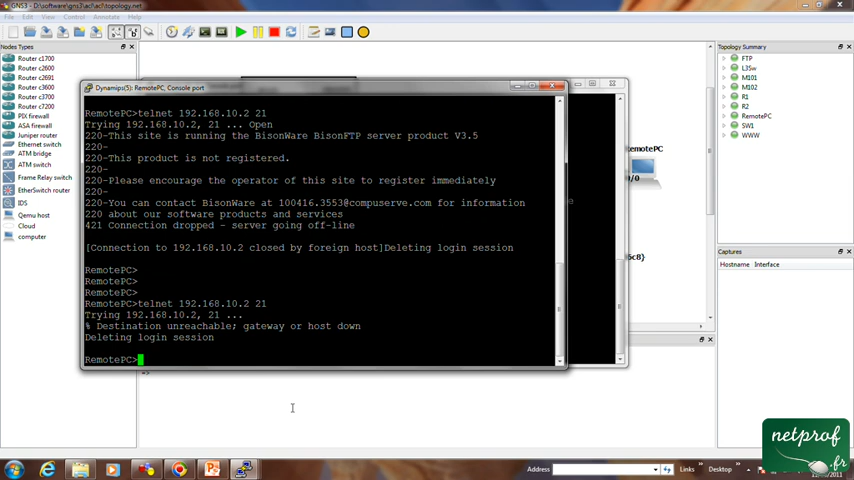 GNS3 - D:\software\gns3\acl\acl\topology.net
File Edit View Control Annotate Help
Nodes Types
Router c1700
Router c2600
Router c2691
Router c3600
Router c3700
Router c7200
PIX firewall
ASA firewall
Juniper router
Ethernet switch
ATM bridge
ATM switch
Frame Relay switch
EtherSwitch router
IDS
Qemu host
Cloud
computer
Dynamips(5): RemotePC, Console port
RemotePC>telnet 192.168.10.2 21
Trying 192.168.10.2, 21 ... Open
220-This site is running the BisonWare BisonFTP server product V3.5
220-
220-This product is not registered.
220-
220-Please encourage the operator of this site to register immediately
220-
220-You can contact BisonWare at 100416.3553@compuserve.com for information
220 about our software products and services
421 Connection dropped - server going off-line
[Connection to 192.168.10.2 closed by foreign host]Deleting login session
RemotePC>
RemotePC>
RemotePC>
RemotePC>telnet 192.168.10.2 21
Trying 192.168.10.2, 21 ...
% Destination unreachable; gateway or host down
Deleting login session
RemotePC>
=>
e
RemotePC
0/0
5c8}
Topology Summary
FTP
L3Sw
M101
M102
R1
R2
RemotePC
SW1
WWW
Captures
Hostname Interface
netprof
.fr
Address
Links
Desktop